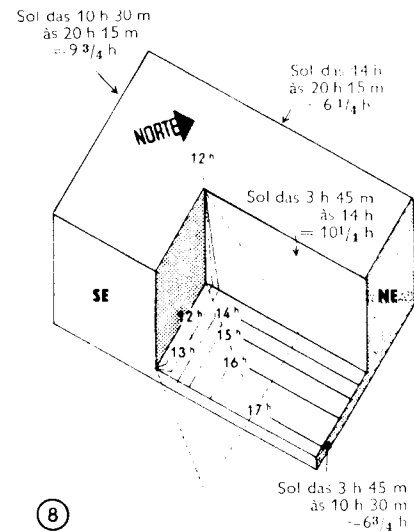 Sol das 10 h 30 m
às 20 h 15 m
= 9 3/4 h
Sol das 14 h
às 20 h 15 m
= 6 1/4 h
NORTE
12 h
Sol das 3 h 45 m
às 14 h
= 10 1/4 h
SE
NE
12 h
14 h
13 h
15 h
16 h
17 h
Sol das 3 h 45 m
às 10 h 30 m
= 6 3/4 h
8